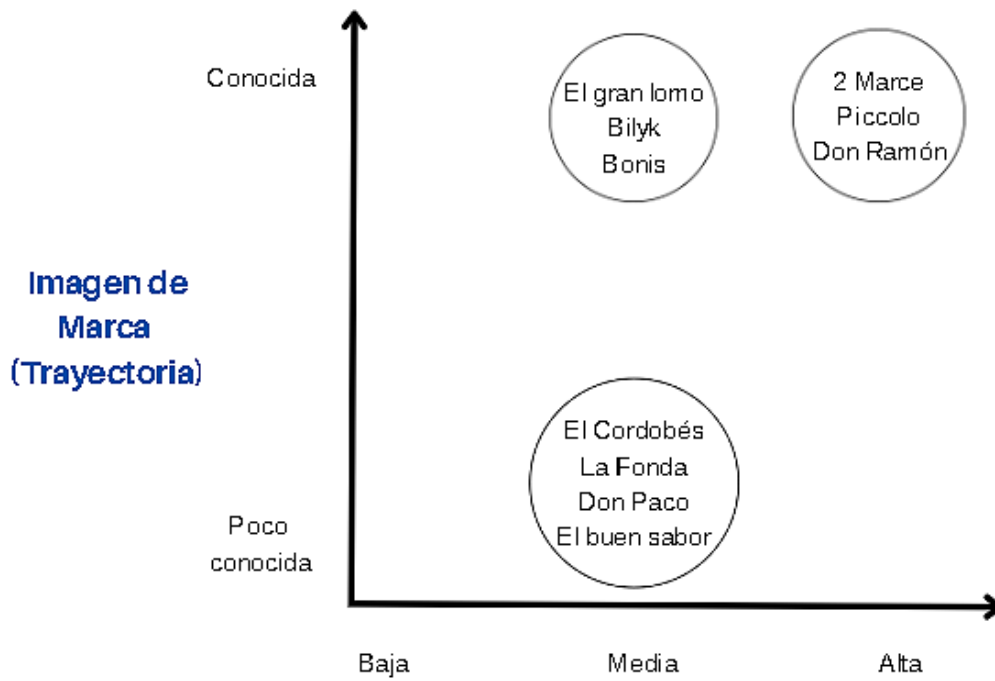 Conocida
El gran lomo
Bilyk
Bonis
2 Marce
Piccolo
Don Ramón
Imagen de
Marca
(Trayectoria)
El Cordobés
La Fonda
Don Paco
El buen sabor
Poco
conocida
Baja
Media
Alta